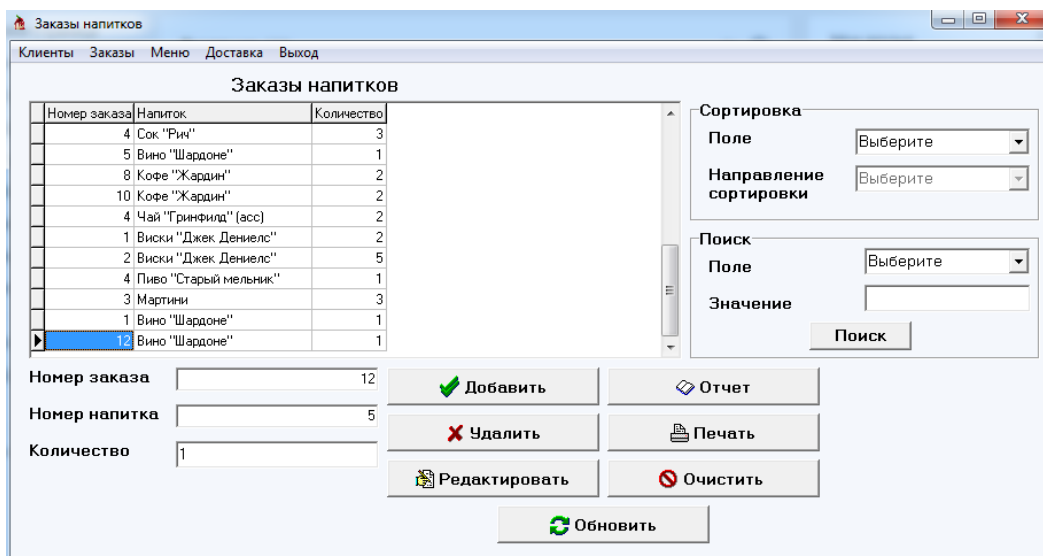 Заказы напитков
Клиенты Заказы Меню Доставка Выход
Заказы напитков
Номер заказа Напиток Количество
4 Сок "Рич" 3
5 Вино "Шардоне" 1
8 Кофе "Жардин" 2
10 Кофе "Жардин" 2
4 Чай "Гринфилд" (асс) 2
1 Виски "Джек Дениелс" 2
2 Виски "Джек Дениелс" 5
4 Пиво "Старый мельник" 1
3 Мартини 3
1 Вино "Шардоне" 1
12 Вино "Шардоне" 1
Сортировка
Поле Выберите
Направление Выберите
сортировки
Поиск
Поле Выберите
Значение
Поиск
Номер заказа 12
Номер напитка 5
Количество 1
Добавить Отчет
Удалить Печать
Редактировать Очистить
Обновить